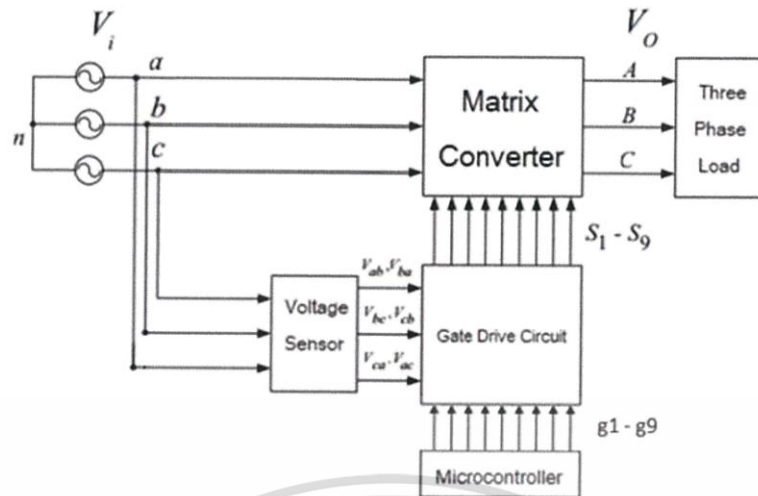 V_i
V_O
a
b
n
c
Matrix
Converter
A
B
C
Three
Phase
Load
S_1 - S_9
Voltage
Sensor
V_ab, V_ba
V_bc, V_cb
V_ca, V_ac
Gate Drive Circuit
g1 - g9
Microcontroller